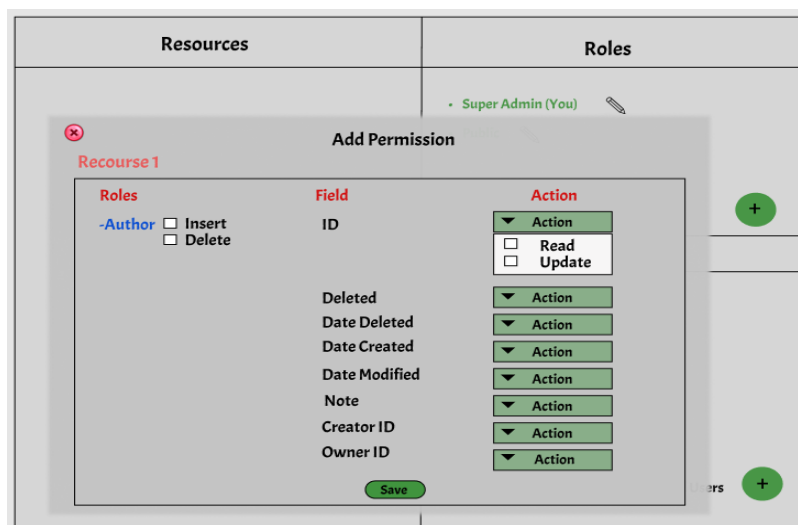 Resources
Roles
• Super Admin (You)
Add Permission
Recourse 1
Roles Field Action
-Author Insert ID Action
Delete
Read
Update
Deleted Action
Date Deleted Action
Date Created Action
Date Modified Action
Note Action
Creator ID Action
Owner ID Action
Save
+
+